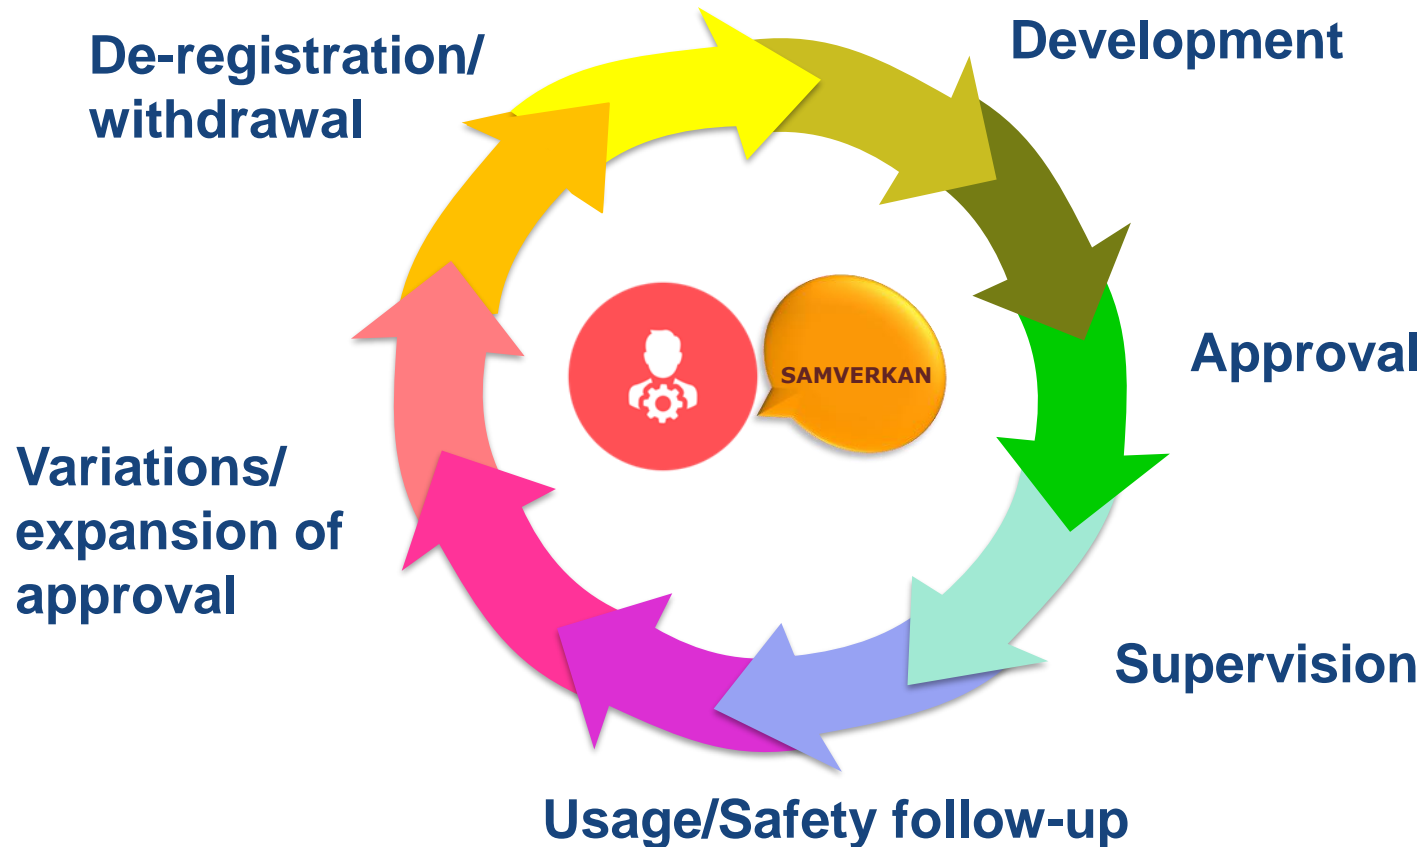 De-registration/
withdrawal
Development
SAMVERKAN
Approval
Variations/
expansion of
approval
Supervision
Usage/Safety follow-up